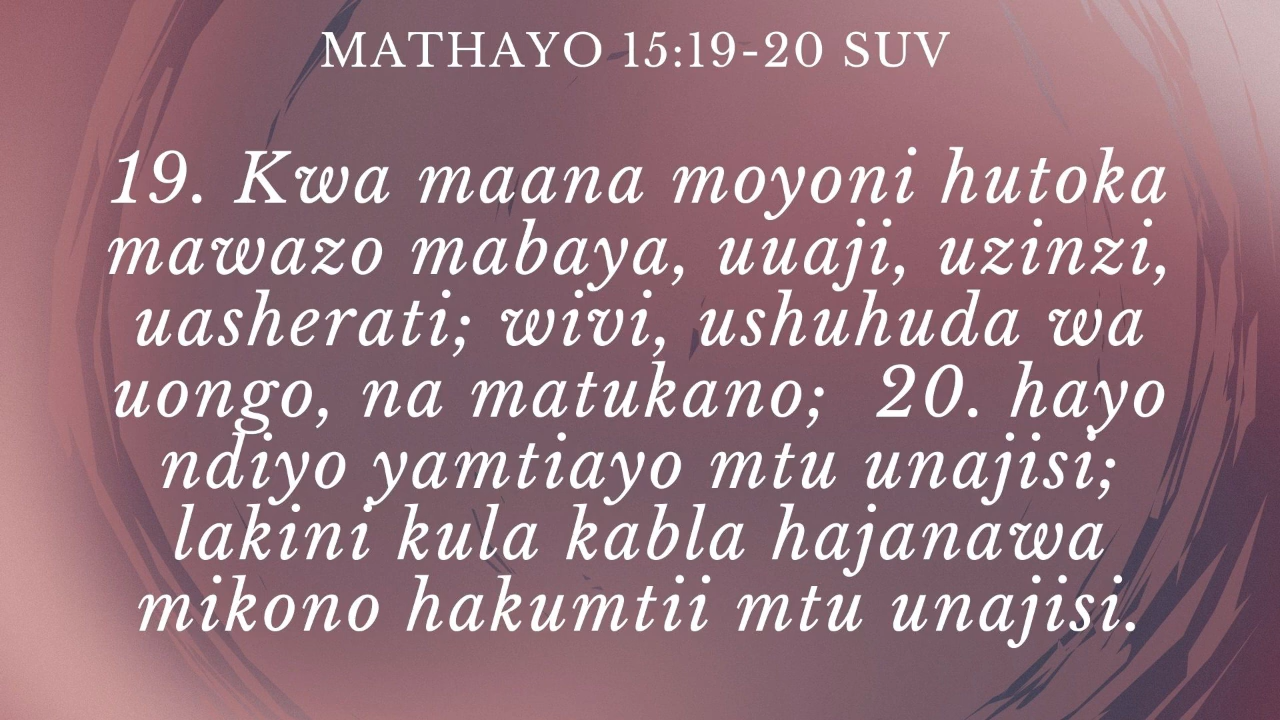 MATHAYO 15:19-20 SUV
19. Kwa maana moyoni hutoka
mawazo mabaya, uuaji, uzinzi,
uasherati; wivi, ushuhuda wa
uongo, na matukano;  20. hayo
ndiyo yamtiayo mtu unajisi;
lakini kula kabla hajanawa
mikono hakumtii mtu unajisi.